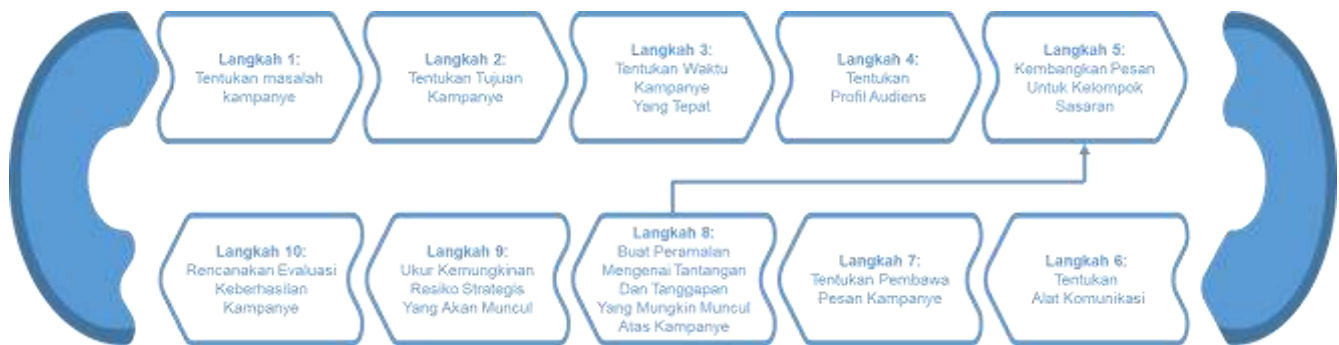 Langkah 1:
Tentukan masalah
kampanye
Langkah 2:
Tentukan Tujuan
Kampanye
Langkah 3:
Tentukan Waktu
Kampanye
Yang Tepat
Langkah 4:
Tentukan
Profil Audiens
Langkah 5:
Kembangkan Pesan
Untuk Kelompok
Sasaran
Langkah 6:
Tentukan
Alat Komunikasi
Langkah 7:
Tentukan Pembawa
Pesan Kampanye
Langkah 8:
Buat Peramalan
Mengenai Tantangan
Dan Tanggapan
Yang Mungkin Muncul
Atas Kampanye
Langkah 9:
Ukur Kemungkinan
Resiko Strategis
Yang Akan Muncul
Langkah 10:
Rencanakan Evaluasi
Keberhasilan
Kampanye